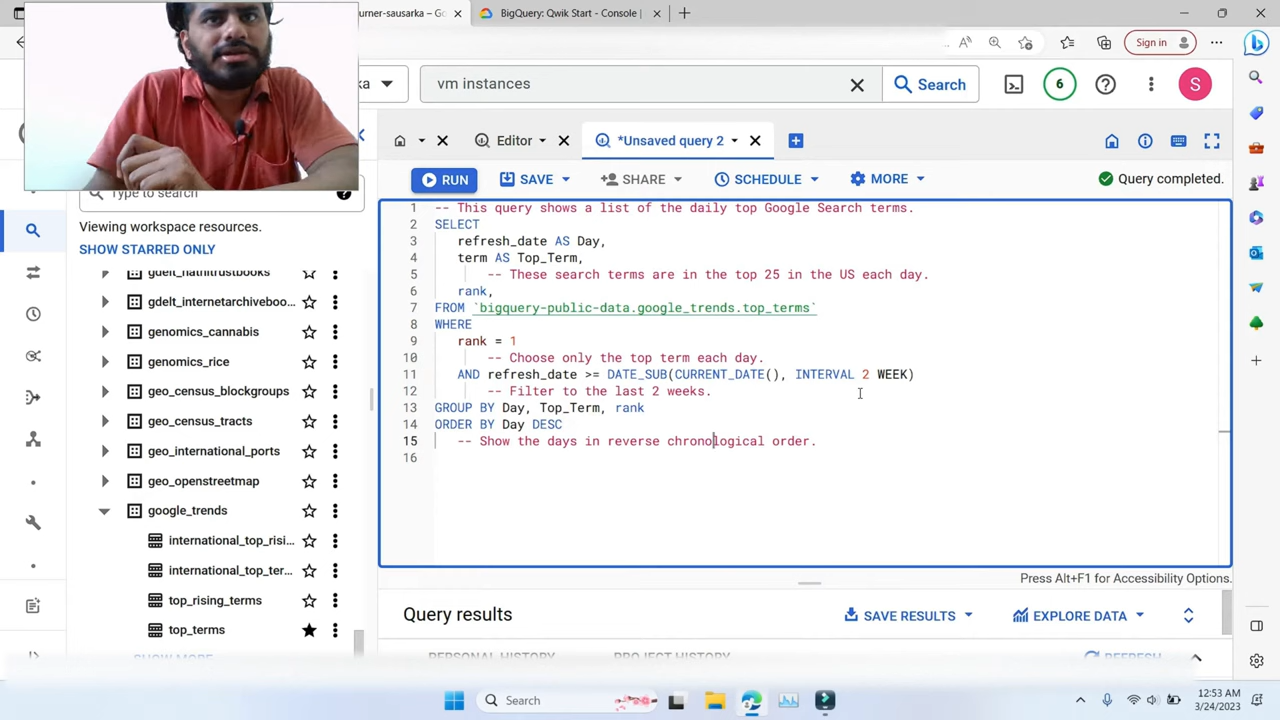 urner-sausarka – Go
BigQuery: Qwik Start - Console |
Sign in
ka
vm instances
Search
6
S
Editor
*Unsaved query 2
RUN
SAVE
SHARE
SCHEDULE
MORE
Query completed.
Type to search
Viewing workspace resources.
SHOW STARRED ONLY
gdelt_hathitrustbooks
gdelt_internetarchiveboo...
genomics_cannabis
genomics_rice
geo_census_blockgroups
geo_census_tracts
geo_international_ports
geo_openstreetmap
google_trends
international_top_risi...
international_top_ter...
top_rising_terms
top_terms
SHOW MORE
1 -- This query shows a list of the daily top Google Search terms.
2 SELECT
3 refresh_date AS Day,
4 term AS Top_Term,
5 -- These search terms are in the top 25 in the US each day.
6 rank,
7 FROM `bigquery-public-data.google_trends.top_terms`
8 WHERE
9 rank = 1
10 -- Choose only the top term each day.
11 AND refresh_date >= DATE_SUB(CURRENT_DATE(), INTERVAL 2 WEEK)
12 -- Filter to the last 2 weeks.
13 GROUP BY Day, Top_Term, rank
14 ORDER BY Day DESC
15 -- Show the days in reverse chronological order.
16
Press Alt+F1 for Accessibility Options.
Query results
SAVE RESULTS
EXPLORE DATA
PERSONAL HISTORY
PROJECT HISTORY
REFRESH
Search
12:53 AM
3/24/2023